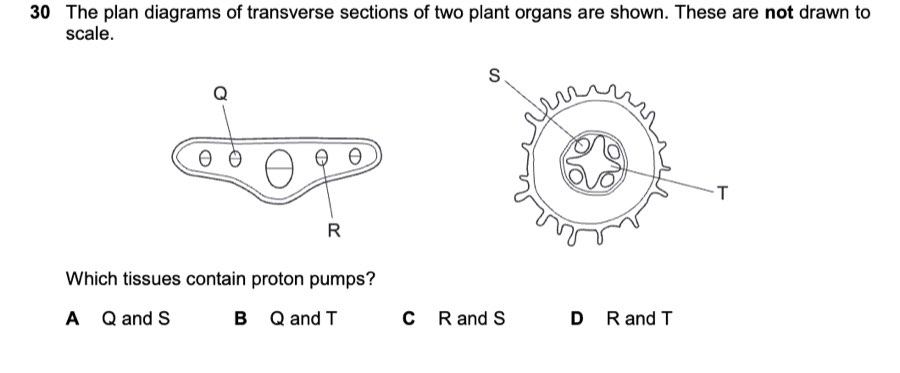 30 The plan diagrams of transverse sections of two plant organs are shown. These are not drawn to
scale.
Q
S
T
R
Which tissues contain proton pumps?
A Q and S B Q and T C R and S D R and T